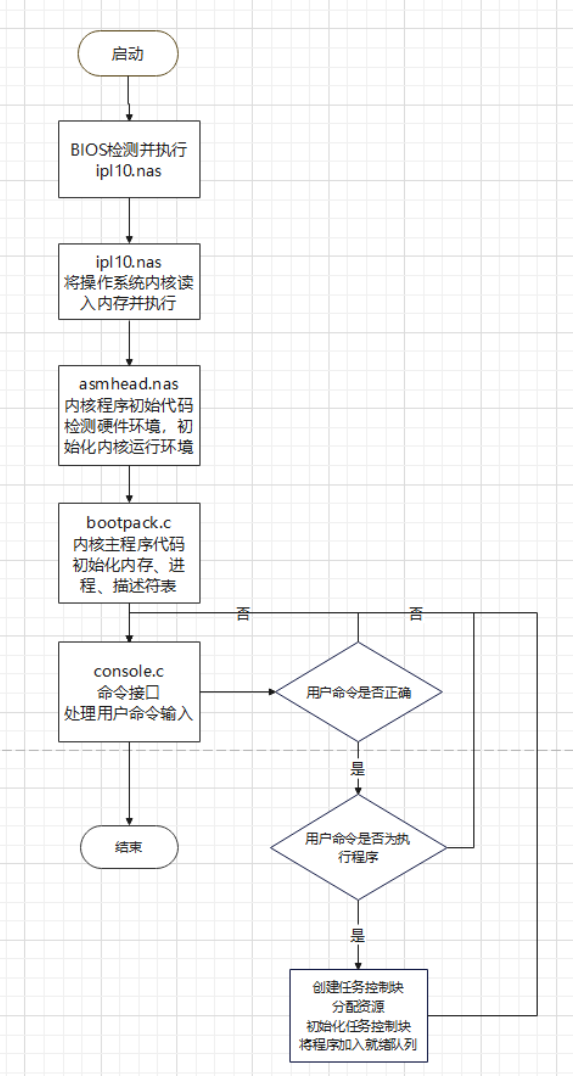 启动
BIOS检测并执行
ipl10.nas
ipl10.nas
将操作系统内核读
入内存并执行
asmhead.nas
内核程序初始代码
检测硬件环境，初
始化内核运行环境
bootpack.c
内核主程序代码
初始化内存、进
程、描述符表
否
否
console.c
命令接口
处理用户命令输入
用户命令是否正确
是
结束
用户命令是否为执
行程序
是
创建任务控制块
分配资源
初始化任务控制块
将程序加入就绪队列